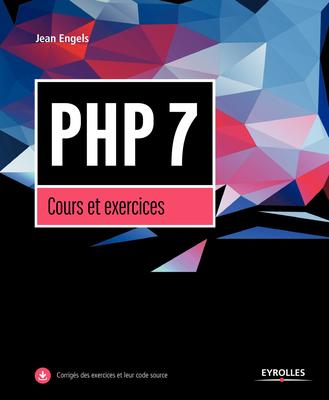 Jean Engels
PHP 7
Cours et exercices
Corrigés des exercices et leur code source
EYROLLES